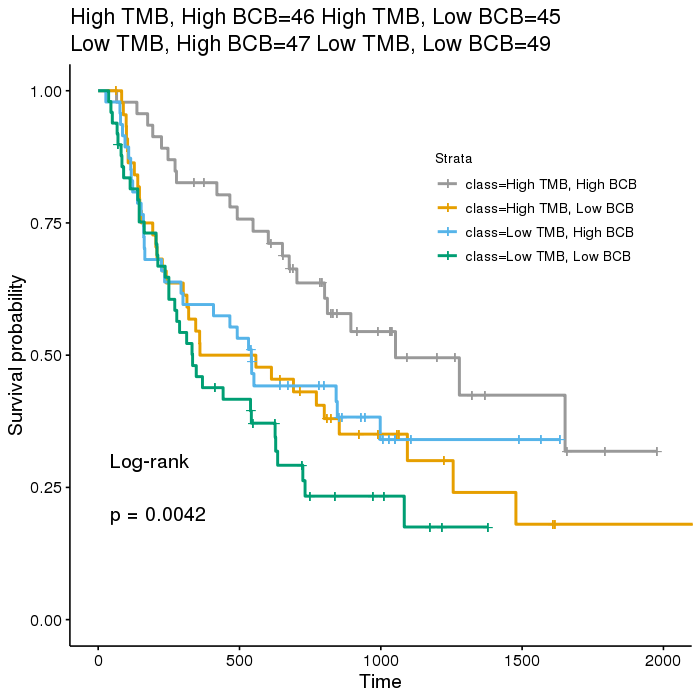 High TMB, High BCB=46 High TMB, Low BCB=45
Low TMB, High BCB=47 Low TMB, Low BCB=49
1.00
Strata
class=High TMB, High BCB
class=High TMB, Low BCB
class=Low TMB, High BCB
class=Low TMB, Low BCB
0.75
Survival probability
0.50
Log-rank
0.25
p = 0.0042
0.00
0 500 1000 1500 2000
Time